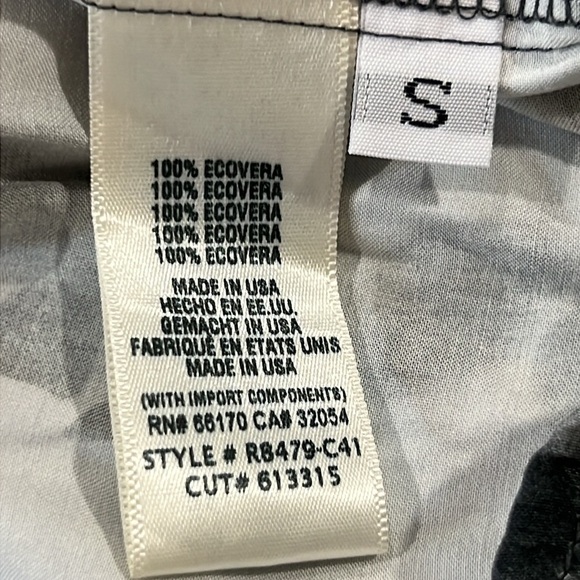 S
100% ECOVERA
100% ECOVERA
100% ECOVERA
100% ECOVERA
100% ECOVERA
MADE IN USA
HECHO EN EE.UU.
GEMACHT IN USA
FABRIQUÉ EN ETATS UNIS
MADE IN USA
(WITH IMPORT COMPONENTS)
RN# 66170 CA# 32054
STYLE # R8479-C41
CUT# 613315